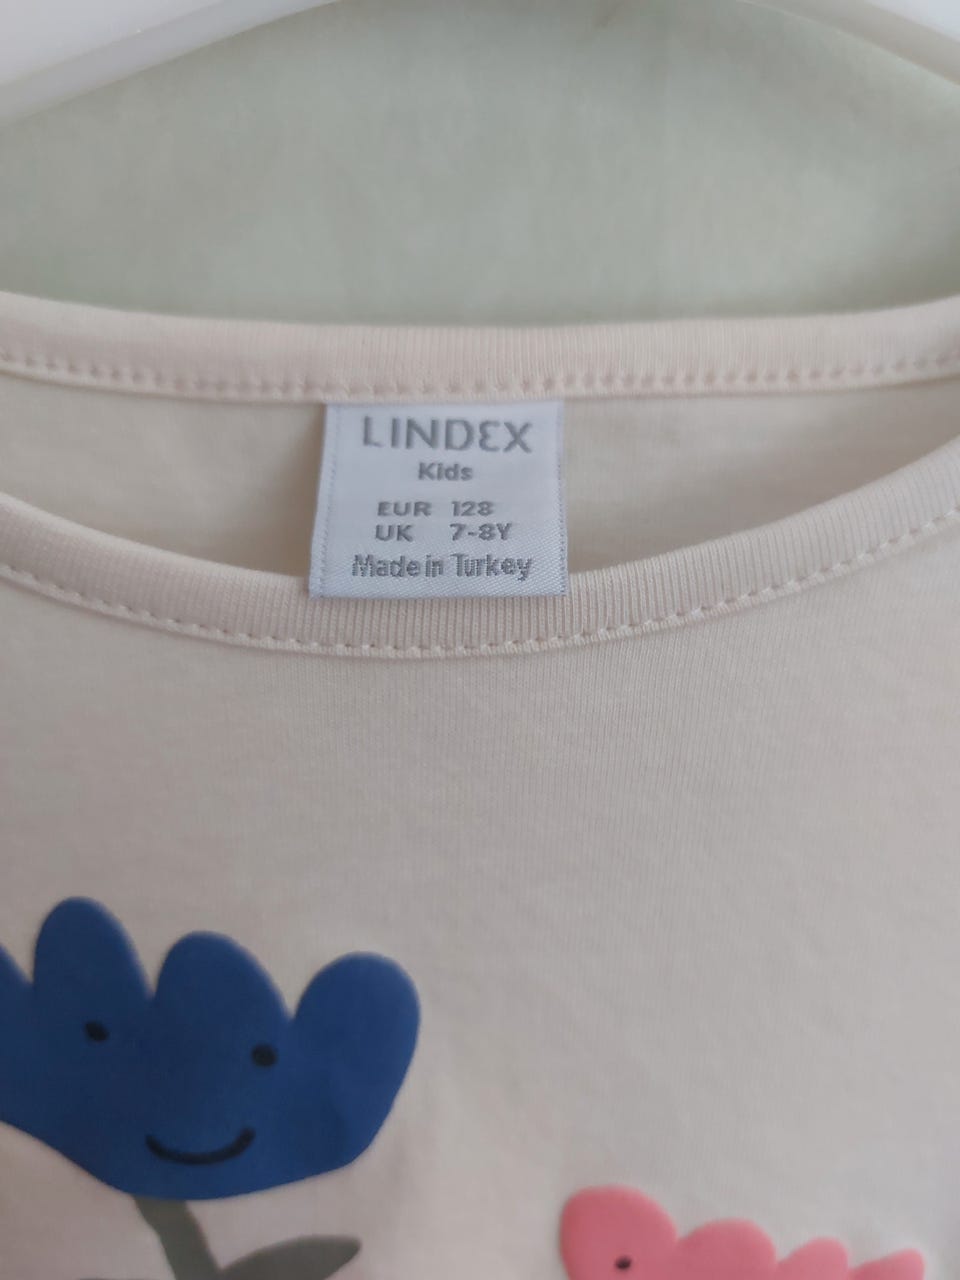 LINDEX
Kids
EUR 128
UK 7-8Y
Made in Turkey